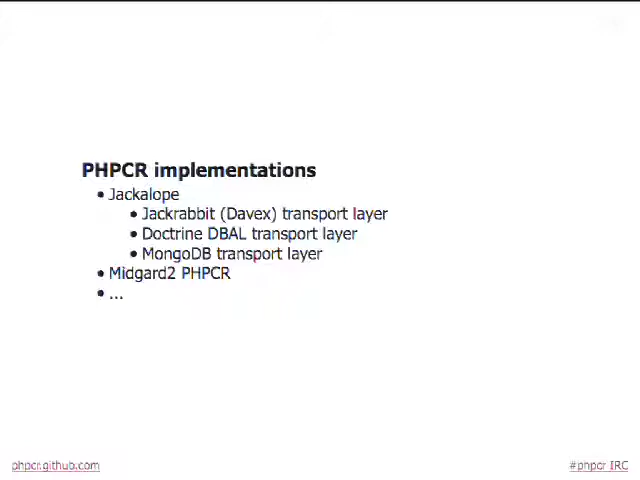 PHPCR implementations
• Jackalope
• Jackrabbit (Davex) transport layer
• Doctrine DBAL transport layer
• MongoDB transport layer
• Midgard2 PHPCR
• ...
phpcr.github.com
#phpcr IRC